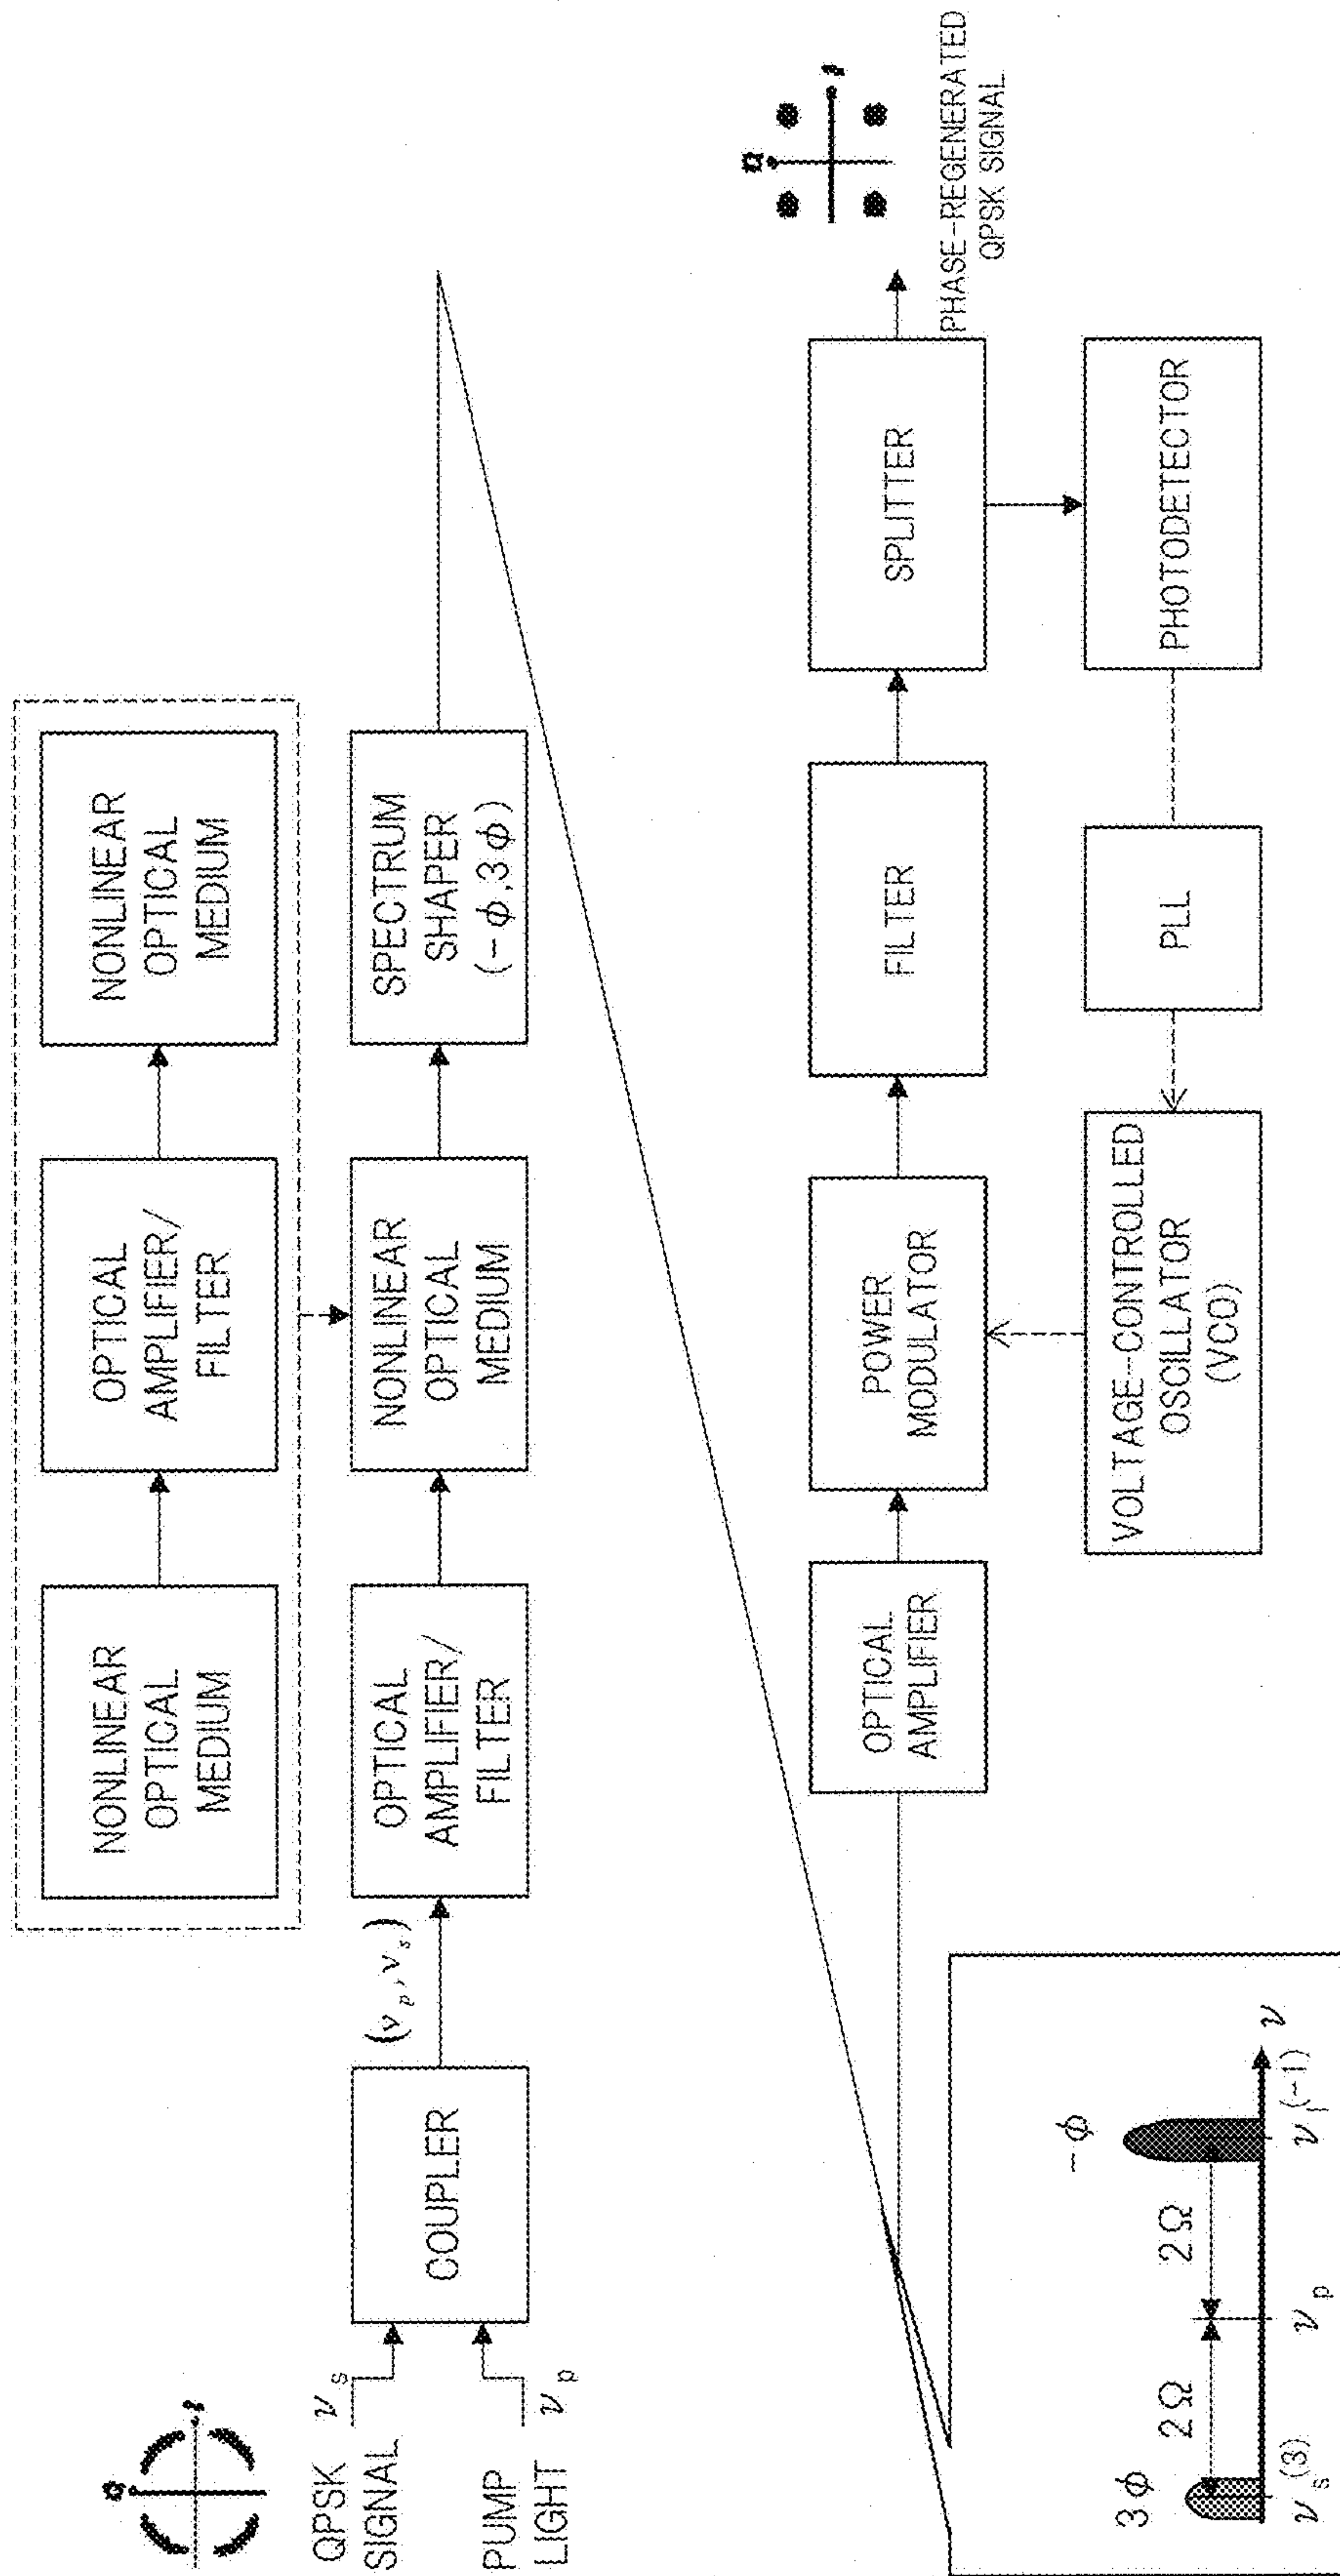 Q
QPSK
SIGNAL
ν s
PUMP
LIGHT
ν p
COUPLER
(ν p , ν s)
OPTICAL
AMPLIFIER/
FILTER
NONLINEAR
OPTICAL
MEDIUM
SPECTRUM
SHAPER
(-φ,3φ)
NONLINEAR
OPTICAL
MEDIUM
OPTICAL
AMPLIFIER/
FILTER
NONLINEAR
OPTICAL
MEDIUM
3φ
-φ
2Ω
2Ω
ν s (3)
ν p
ν i (-1)
ν
OPTICAL
AMPLIFIER
POWER
MODULATOR
FILTER
SPLITTER
Q
PHASE-REGENERATED
QPSK SIGNAL
VOLTAGE-CONTROLLED
OSCILLATOR
(VCO)
PLL
PHOTODETECTOR